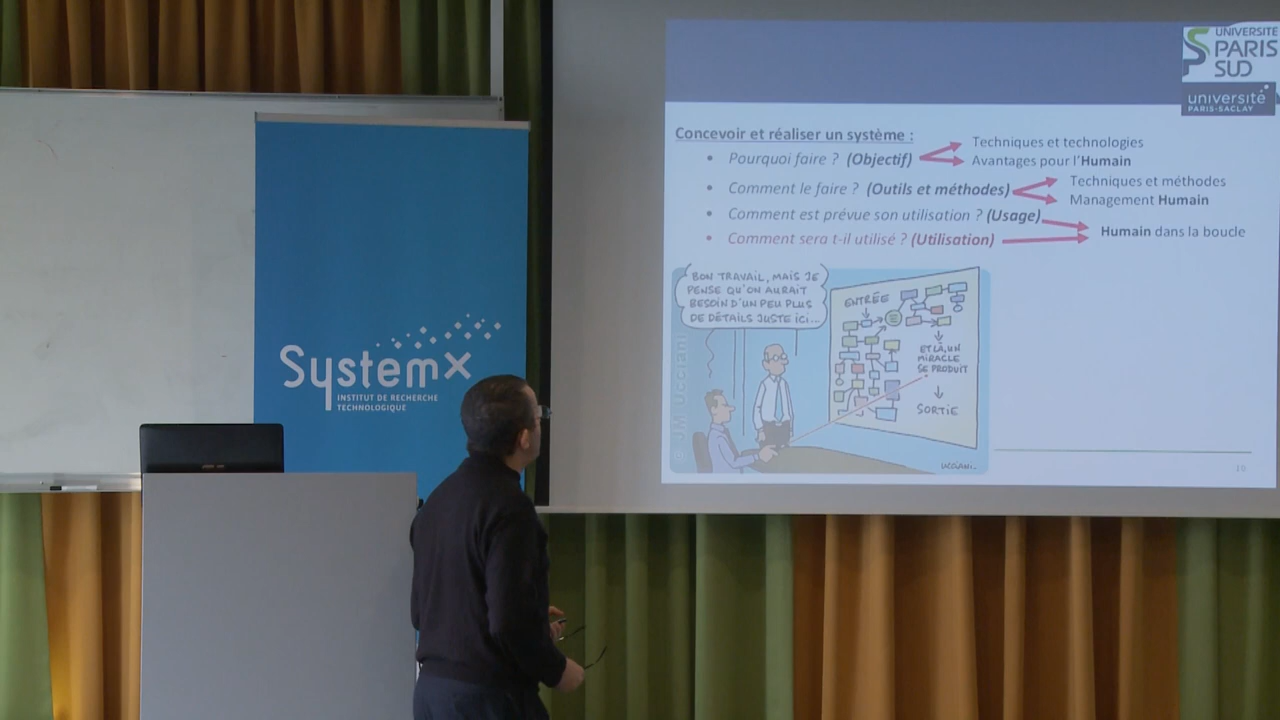 UNIVERSITÉ
PARIS
SUD
université
PARIS-SACLAY
Concevoir et réaliser un système :
• Pourquoi faire ? (Objectif)
Techniques et technologies
Avantages pour l'Humain
• Comment le faire ? (Outils et méthodes)
Techniques et méthodes
Management Humain
• Comment est prévue son utilisation ? (Usage)
• Comment sera t-il utilisé ? (Utilisation)
Humain dans la boucle
BON TRAVAIL, MAIS JE
PENSE QU'ON AURAIT
BESOIN D'UN PEU PLUS
DE DÉTAILS JUSTE ICI...
ENTRÉE
ET LÀ, UN
MIRACLE
SE PRODUIT
SORTIE
© JM Ucciani
UCCIANI.
10
SystemX
INSTITUT DE RECHERCHE
TECHNOLOGIQUE